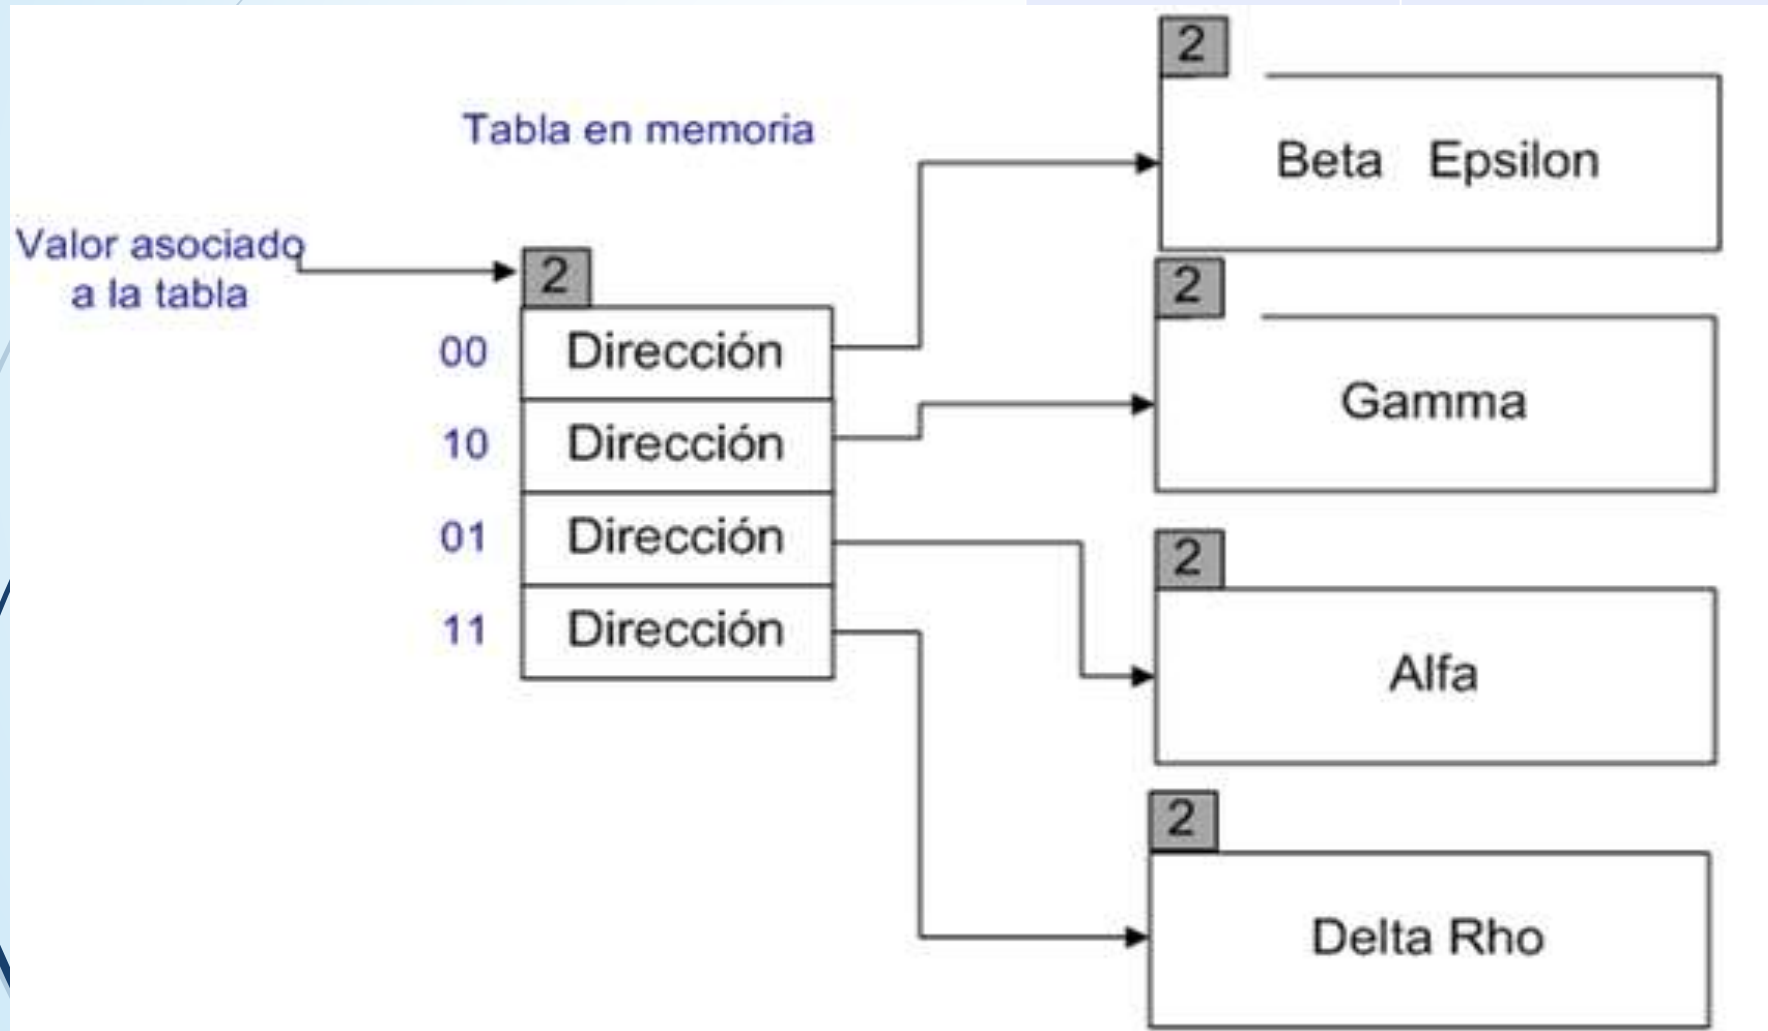 2
Tabla en memoria
Beta Epsilon
Valor asociado
a la tabla
2
2
00 Dirección
Gamma
10 Dirección
01 Dirección
2
11 Dirección
Alfa
2
Delta Rho